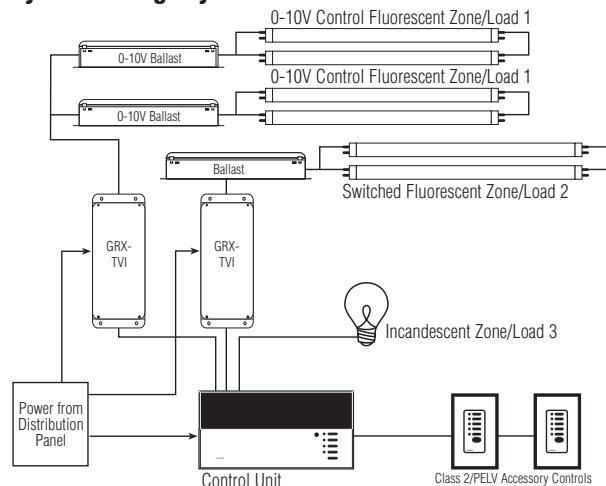 0-10V Control Fluorescent Zone/Load 1
0-10V Ballast
0-10V Control Fluorescent Zone/Load 1
0-10V Ballast
Ballast
Switched Fluorescent Zone/Load 2
GRX-
TVI
GRX-
TVI
Incandescent Zone/Load 3
Power from
Distribution
Panel
Control Unit
Class 2/PELV Accessory Controls